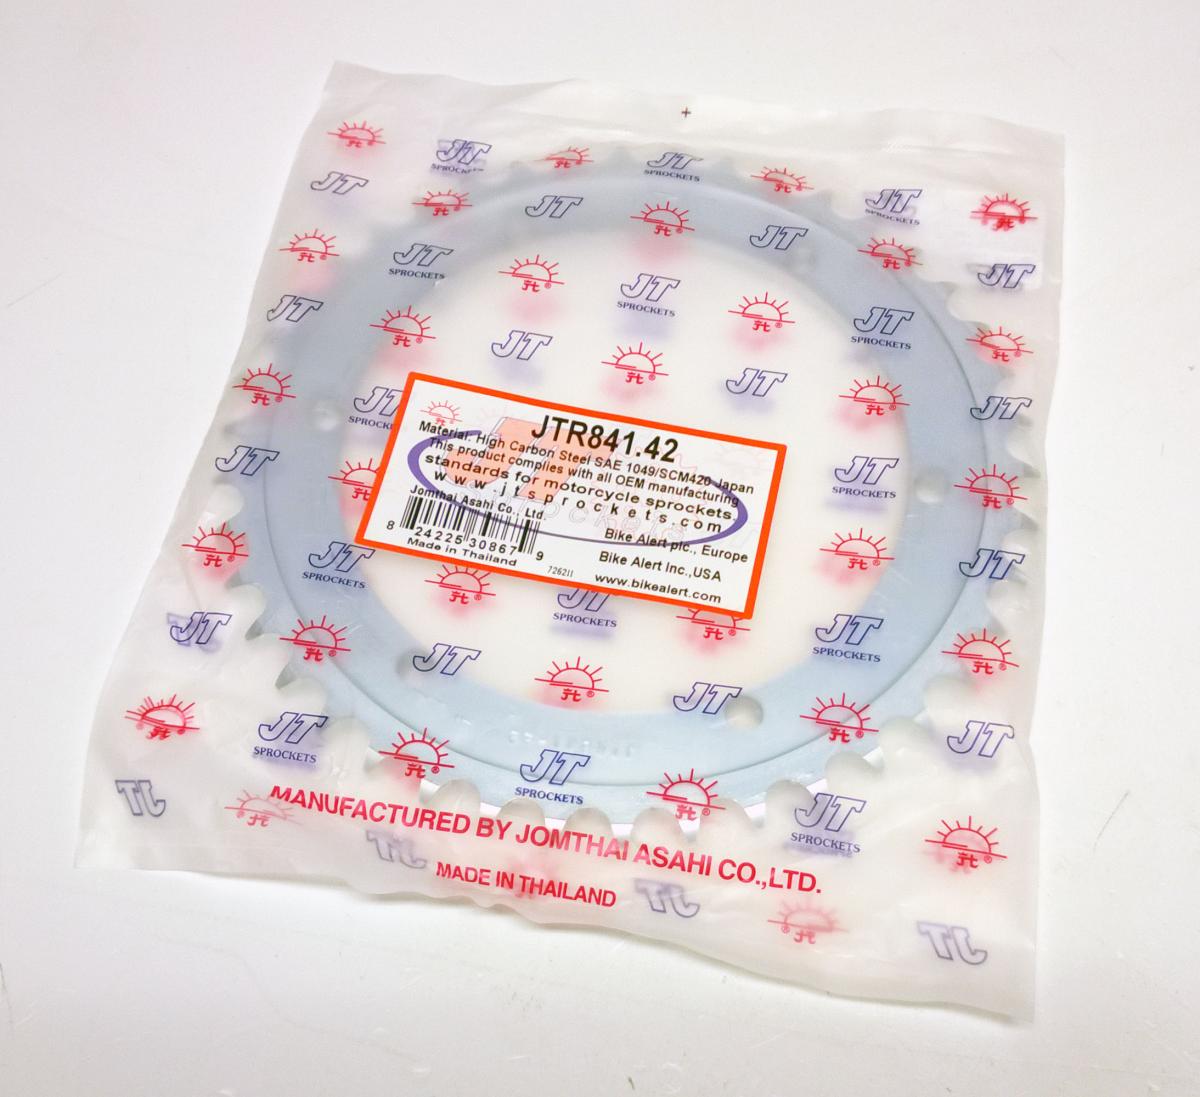 JT SPROCKETS
JTR841.42
Material: High Carbon Steel SAE 1049/SCM420 Japan
This product complies with all OEM manufacturing
standards for motorcycle sprockets.
www.jtsprockets.com
Jomthai Asahi Co., Ltd.
Bike Alert plc., Europe
8 24225 30867 9
Bike Alert Inc.,USA
Made in Thailand
726211
www.bikealert.com
MANUFACTURED BY JOMTHAI ASAHI CO.,LTD.
MADE IN THAILAND